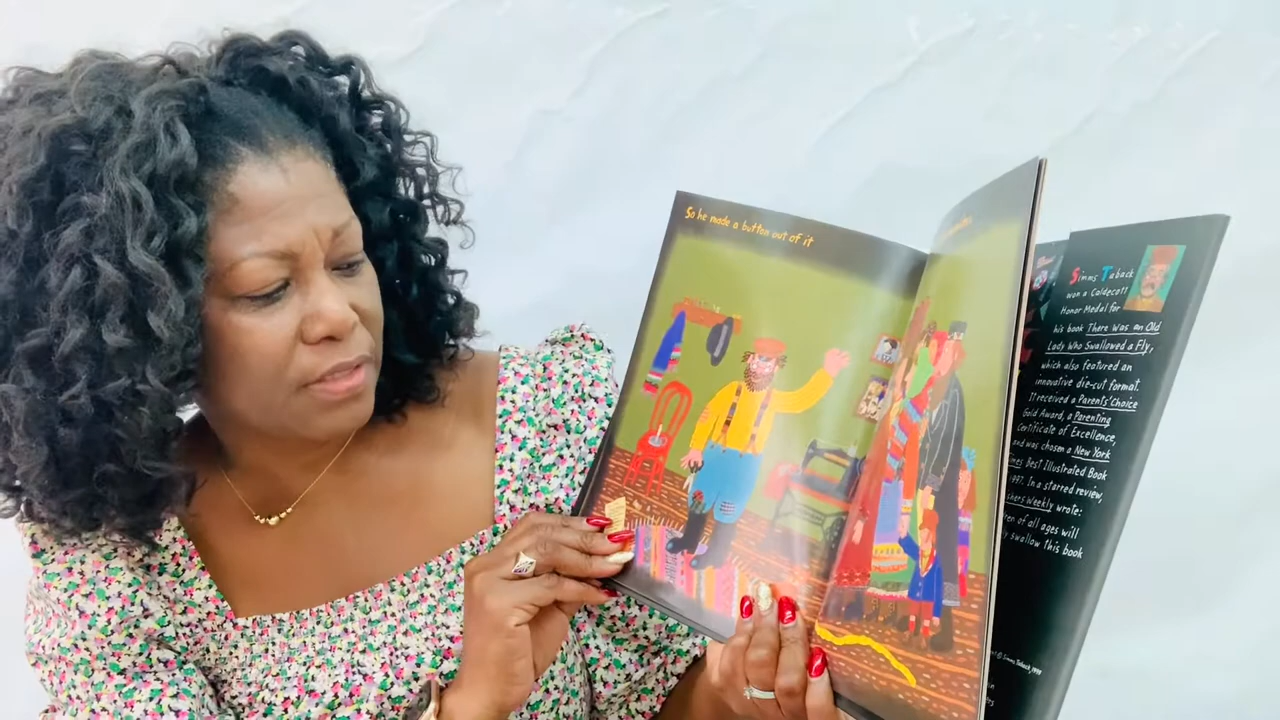 So he made a button out of it
Simms Taback
won a Caldecott
Honor Medal for
his book There Was an Old
Lady Who Swallowed a Fly,
which also featured an
innovative die-cut format.
It received a Parents' Choice
Gold Award, a Parenting
Certificate of Excellence,
and was chosen a New York
Best Illustrated Book
1997. In a starred review,
Weekly wrote:
of all ages will
swallow this book
© Simms Taback, 1999